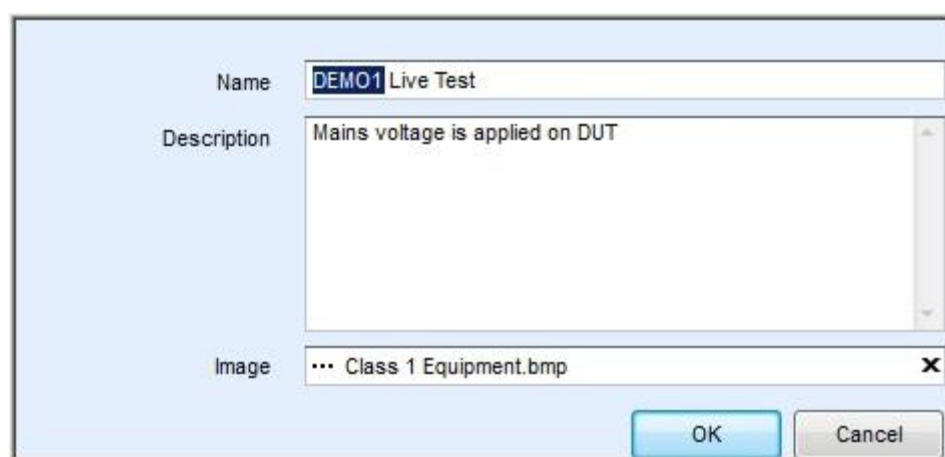 Name DEMO1 Live Test
Description Mains voltage is applied on DUT
Image ... Class 1 Equipment.bmp x
OK Cancel